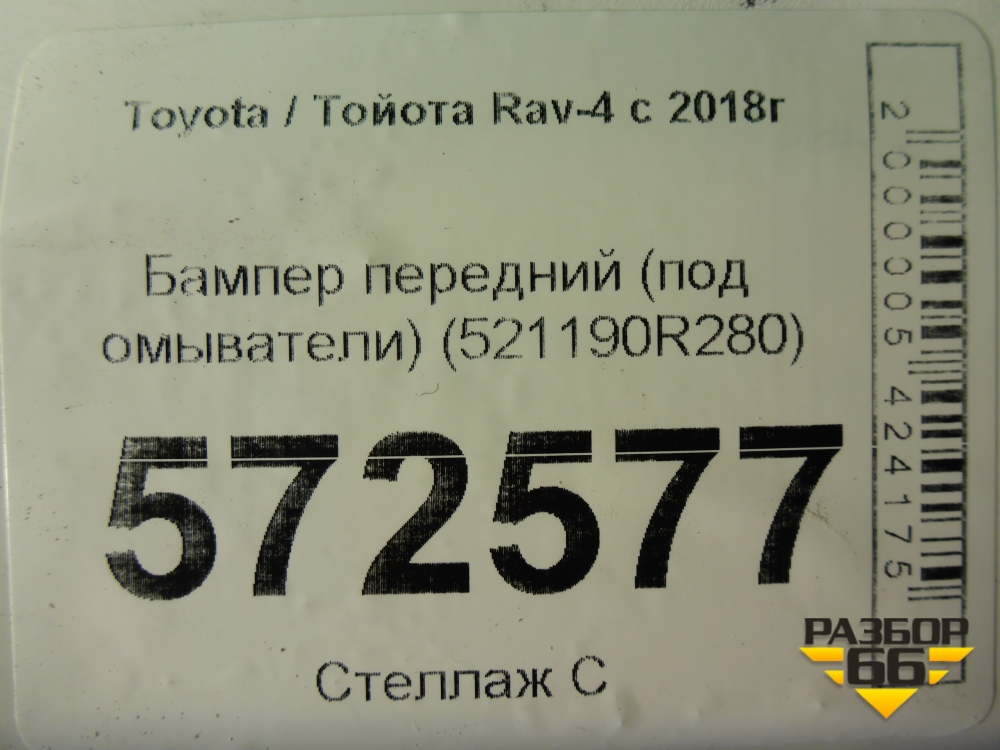 Toyota / Тойота Rav-4 с 2018г
Бампер передний (под
омыватели) (521190R280)
572577
Стеллаж С
2000005424175
РАЗБОР
66